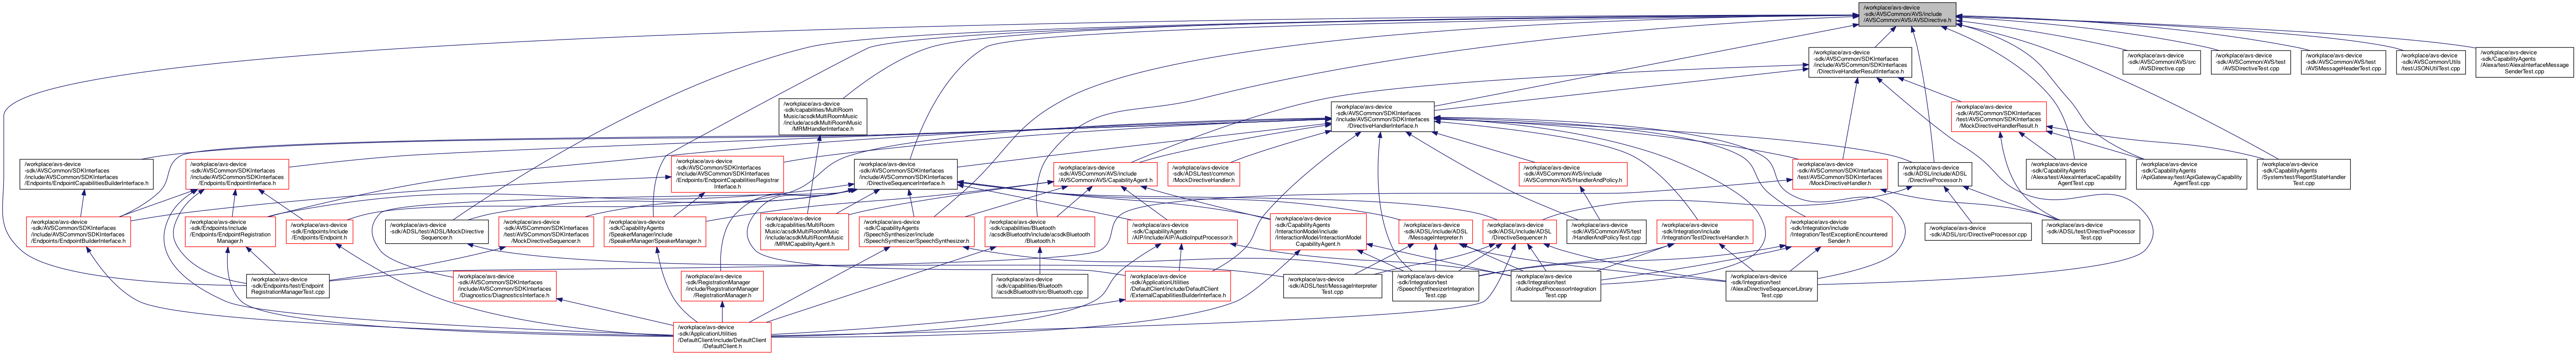 /workplace/avs-device
-sdk/AVSCommon/AVS/include
/AVSCommon/AVS/AVSDirective.h
/workplace/avs-device
-sdk/AVSCommon/SDKInterfaces
/include/AVSCommon/SDKInterfaces
/DirectiveHandlerResultInterface.h
/workplace/avs-device
-sdk/AVSCommon/AVS/src
/AVSDirective.cpp
/workplace/avs-device
-sdk/AVSCommon/AVS/test
/AVSDirectiveTest.cpp
/workplace/avs-device
-sdk/AVSCommon/AVS/test
/AVSMessageHeaderTest.cpp
/workplace/avs-device
-sdk/AVSCommon/Utils
/test/JSONUtilTest.cpp
/workplace/avs-device
-sdk/CapabilityAgents
/Alexa/test/AlexaInterfaceMessage
SenderTest.cpp
/workplace/avs-device
-sdk/capabilities/MultiRoom
Music/acsdkMultiRoomMusic
/include/acsdkMultiRoomMusic
/MRMHandlerInterface.h
/workplace/avs-device
-sdk/AVSCommon/SDKInterfaces
/include/AVSCommon/SDKInterfaces
/DirectiveHandlerInterface.h
/workplace/avs-device
-sdk/AVSCommon/SDKInterfaces
/test/AVSCommon/SDKInterfaces
/MockDirectiveHandlerResult.h
/workplace/avs-device
-sdk/AVSCommon/SDKInterfaces
/include/AVSCommon/SDKInterfaces
/Endpoints/EndpointCapabilitiesBuilderInterface.h
/workplace/avs-device
-sdk/AVSCommon/SDKInterfaces
/include/AVSCommon/SDKInterfaces
/Endpoints/EndpointInterface.h
/workplace/avs-device
-sdk/AVSCommon/SDKInterfaces
/include/AVSCommon/SDKInterfaces
/Endpoints/EndpointCapabilitiesRegistrar
Interface.h
/workplace/avs-device
-sdk/AVSCommon/SDKInterfaces
/include/AVSCommon/SDKInterfaces
/DirectiveSequencerInterface.h
/workplace/avs-device
-sdk/AVSCommon/AVS/include
/AVSCommon/AVS/CapabilityAgent.h
/workplace/avs-device
-sdk/ADSL/test/common
/MockDirectiveHandler.h
/workplace/avs-device
-sdk/AVSCommon/AVS/include
/AVSCommon/AVS/HandlerAndPolicy.h
/workplace/avs-device
-sdk/AVSCommon/SDKInterfaces
/test/AVSCommon/SDKInterfaces
/MockDirectiveHandler.h
/workplace/avs-device
-sdk/ADSL/include/ADSL
/DirectiveProcessor.h
/workplace/avs-device
-sdk/CapabilityAgents
/Alexa/test/AlexaInterfaceCapability
AgentTest.cpp
/workplace/avs-device
-sdk/CapabilityAgents
/ApiGateway/test/ApiGatewayCapability
AgentTest.cpp
/workplace/avs-device
-sdk/CapabilityAgents
/System/test/ReportStateHandler
Test.cpp
/workplace/avs-device
-sdk/AVSCommon/SDKInterfaces
/include/AVSCommon/SDKInterfaces
/Endpoints/EndpointBuilderInterface.h
/workplace/avs-device
-sdk/Endpoints/include
/Endpoints/EndpointRegistration
Manager.h
/workplace/avs-device
-sdk/Endpoints/include
/Endpoints/Endpoint.h
/workplace/avs-device
-sdk/ADSL/test/ADSL/MockDirective
Sequencer.h
/workplace/avs-device
-sdk/AVSCommon/SDKInterfaces
/test/AVSCommon/SDKInterfaces
/MockDirectiveSequencer.h
/workplace/avs-device
-sdk/CapabilityAgents
/SpeakerManager/include
/SpeakerManager/SpeakerManager.h
/workplace/avs-device
-sdk/capabilities/MultiRoom
Music/acsdkMultiRoomMusic
/include/acsdkMultiRoomMusic
/MRMCapabilityAgent.h
/workplace/avs-device
-sdk/CapabilityAgents
/SpeechSynthesizer/include
/SpeechSynthesizer/SpeechSynthesizer.h
/workplace/avs-device
-sdk/capabilities/Bluetooth
/acsdkBluetooth/include/acsdkBluetooth
/Bluetooth.h
/workplace/avs-device
-sdk/CapabilityAgents
/AIP/include/AIP/AudioInputProcessor.h
/workplace/avs-device
-sdk/CapabilityAgents
/InteractionModel/include
/InteractionModel/InteractionModel
CapabilityAgent.h
/workplace/avs-device
-sdk/AVSCommon/AVS/test
/HandlerAndPolicyTest.cpp
/workplace/avs-device
-sdk/ADSL/include/ADSL
/MessageInterpreter.h
/workplace/avs-device
-sdk/ADSL/include/ADSL
/DirectiveSequencer.h
/workplace/avs-device
-sdk/Integration/include
/Integration/TestDirectiveHandler.h
/workplace/avs-device
-sdk/Integration/include
/Integration/TestExceptionEncountered
Sender.h
/workplace/avs-device
-sdk/ADSL/src/DirectiveProcessor.cpp
/workplace/avs-device
-sdk/ADSL/test/DirectiveProcessor
Test.cpp
/workplace/avs-device
-sdk/Endpoints/test/Endpoint
RegistrationManagerTest.cpp
/workplace/avs-device
-sdk/AVSCommon/SDKInterfaces
/include/AVSCommon/SDKInterfaces
/Diagnostics/DiagnosticsInterface.h
/workplace/avs-device
-sdk/RegistrationManager
/include/RegistrationManager
/RegistrationManager.h
/workplace/avs-device
-sdk/capabilities/Bluetooth
/acsdkBluetooth/src/Bluetooth.cpp
/workplace/avs-device
-sdk/ApplicationUtilities
/DefaultClient/include/DefaultClient
/ExternalCapabilitiesBuilderInterface.h
/workplace/avs-device
-sdk/ADSL/test/MessageInterpreter
Test.cpp
/workplace/avs-device
-sdk/Integration/test
/SpeechSynthesizerIntegration
Test.cpp
/workplace/avs-device
-sdk/Integration/test
/AudioInputProcessorIntegration
Test.cpp
/workplace/avs-device
-sdk/Integration/test
/AlexaDirectiveSequencerLibrary
Test.cpp
/workplace/avs-device
-sdk/ApplicationUtilities
/DefaultClient/include/DefaultClient
/DefaultClient.h